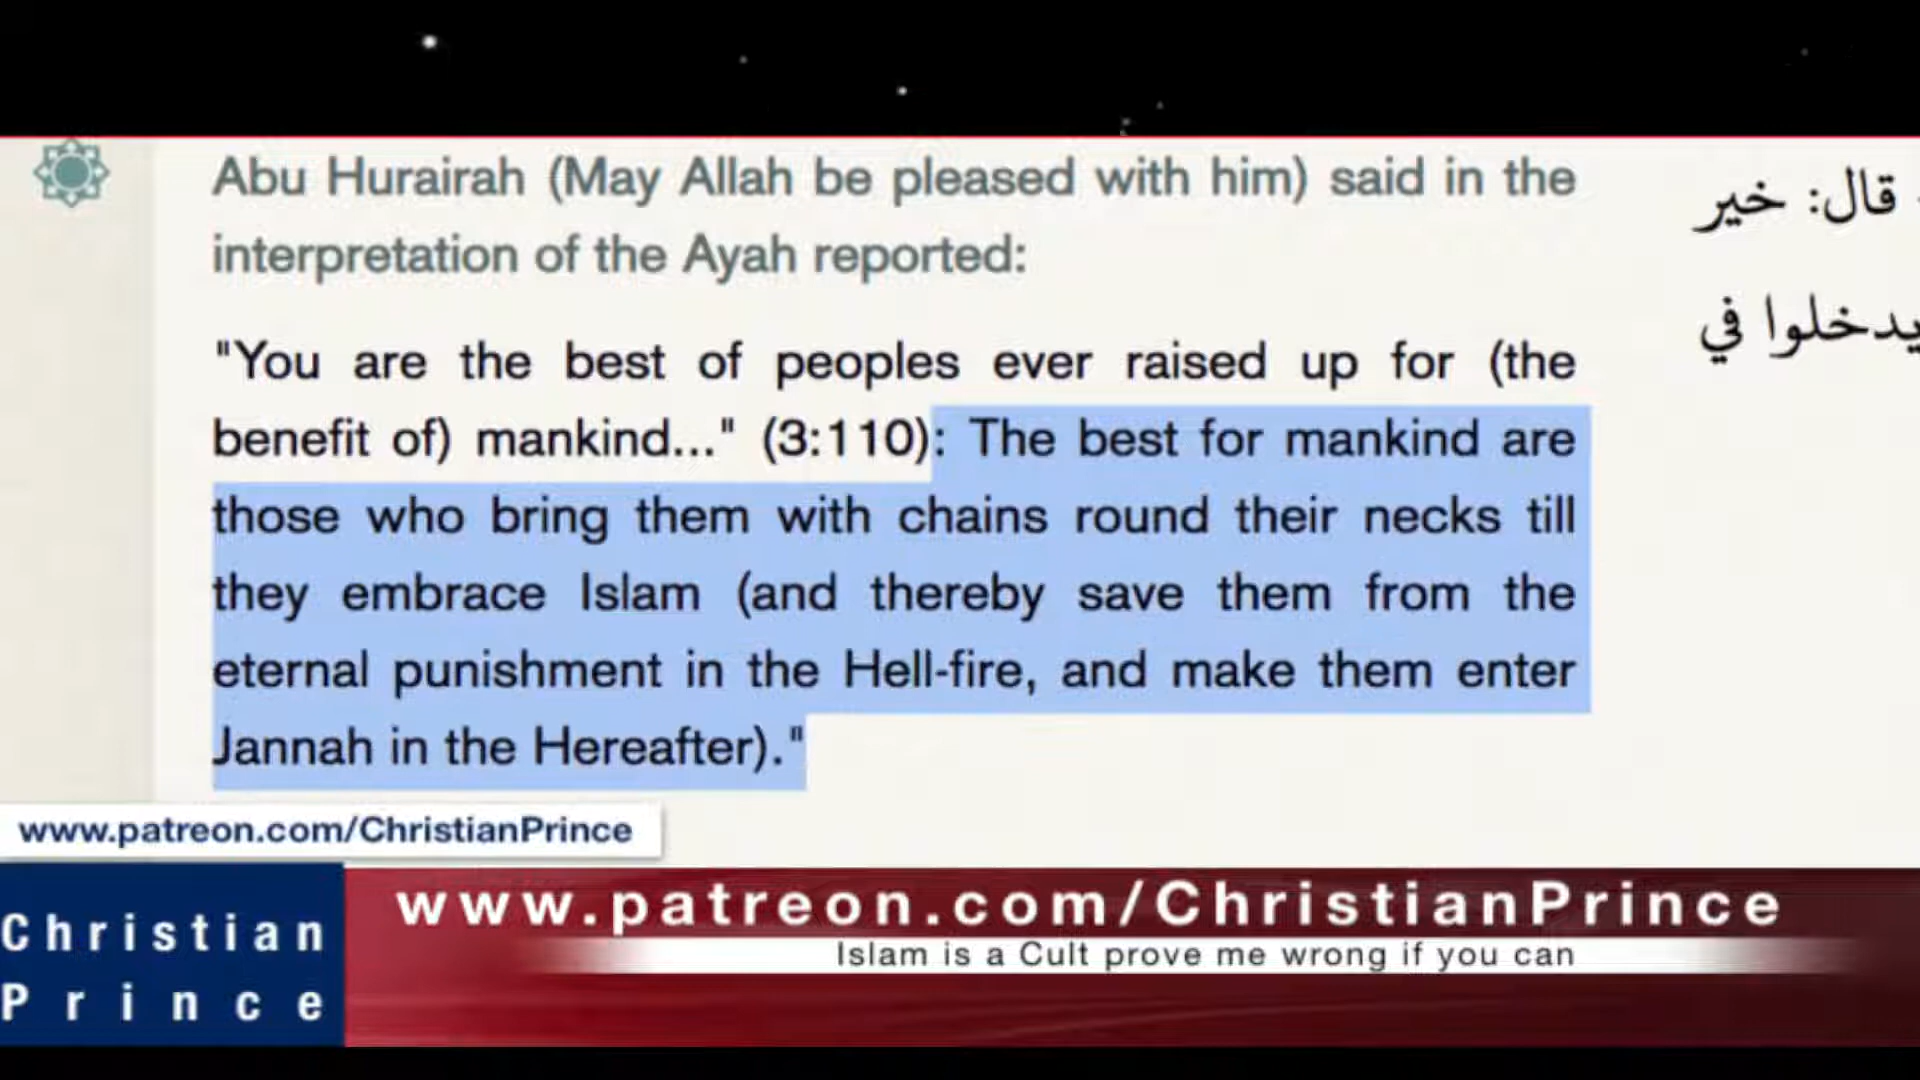 Abu Hurairah (May Allah be pleased with him) said in the
interpretation of the Ayah reported:
"You are the best of peoples ever raised up for (the
benefit of) mankind..." (3:110): The best for mankind are
those who bring them with chains round their necks till
they embrace Islam (and thereby save them from the
eternal punishment in the Hell-fire, and make them enter
Jannah in the Hereafter)."
قال: خير
يدخلوا في
www.patreon.com/ChristianPrince
Christian
Prince
www.patreon.com/ChristianPrince
Islam is a Cult prove me wrong if you can